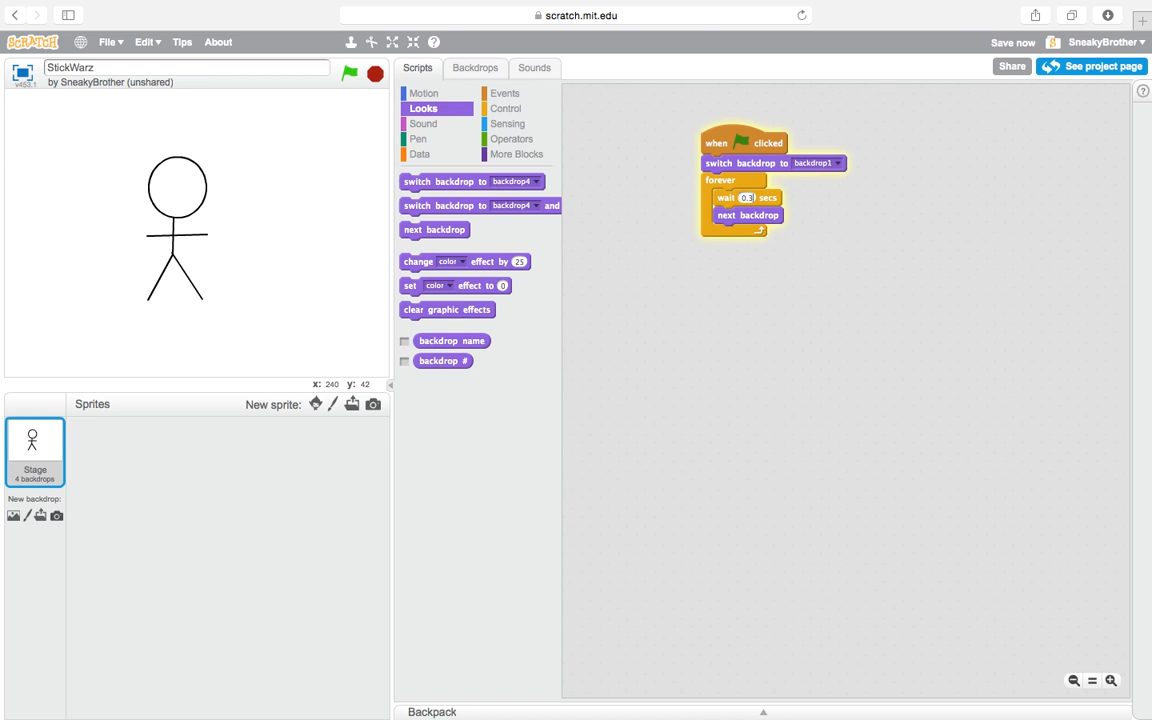 scratch.mit.edu
SCRATCH File Edit Tips About Save now SneakyBrother
StickWarz
by SneakyBrother (unshared)
v453.1
Scripts Backdrops Sounds Share See project page
Motion Events
Looks Control
Sound Sensing
Pen Operators
Data More Blocks
switch backdrop to backdrop4
switch backdrop to backdrop4 and
next backdrop
change color effect by 25
set color effect to 0
clear graphic effects
backdrop name
backdrop #
when clicked
switch backdrop to backdrop1
forever
wait 0.3 secs
next backdrop
x: 240 y: 42
Sprites New sprite:
Stage
4 backdrops
New backdrop:
Backpack